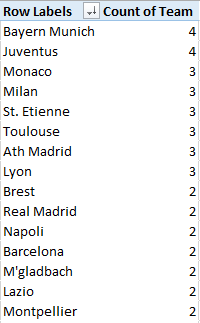 Row Labels Count of Team
Bayern Munich 4
Juventus 4
Monaco 3
Milan 3
St. Etienne 3
Toulouse 3
Ath Madrid 3
Lyon 3
Brest 2
Real Madrid 2
Napoli 2
Barcelona 2
M'gladbach 2
Lazio 2
Montpellier 2